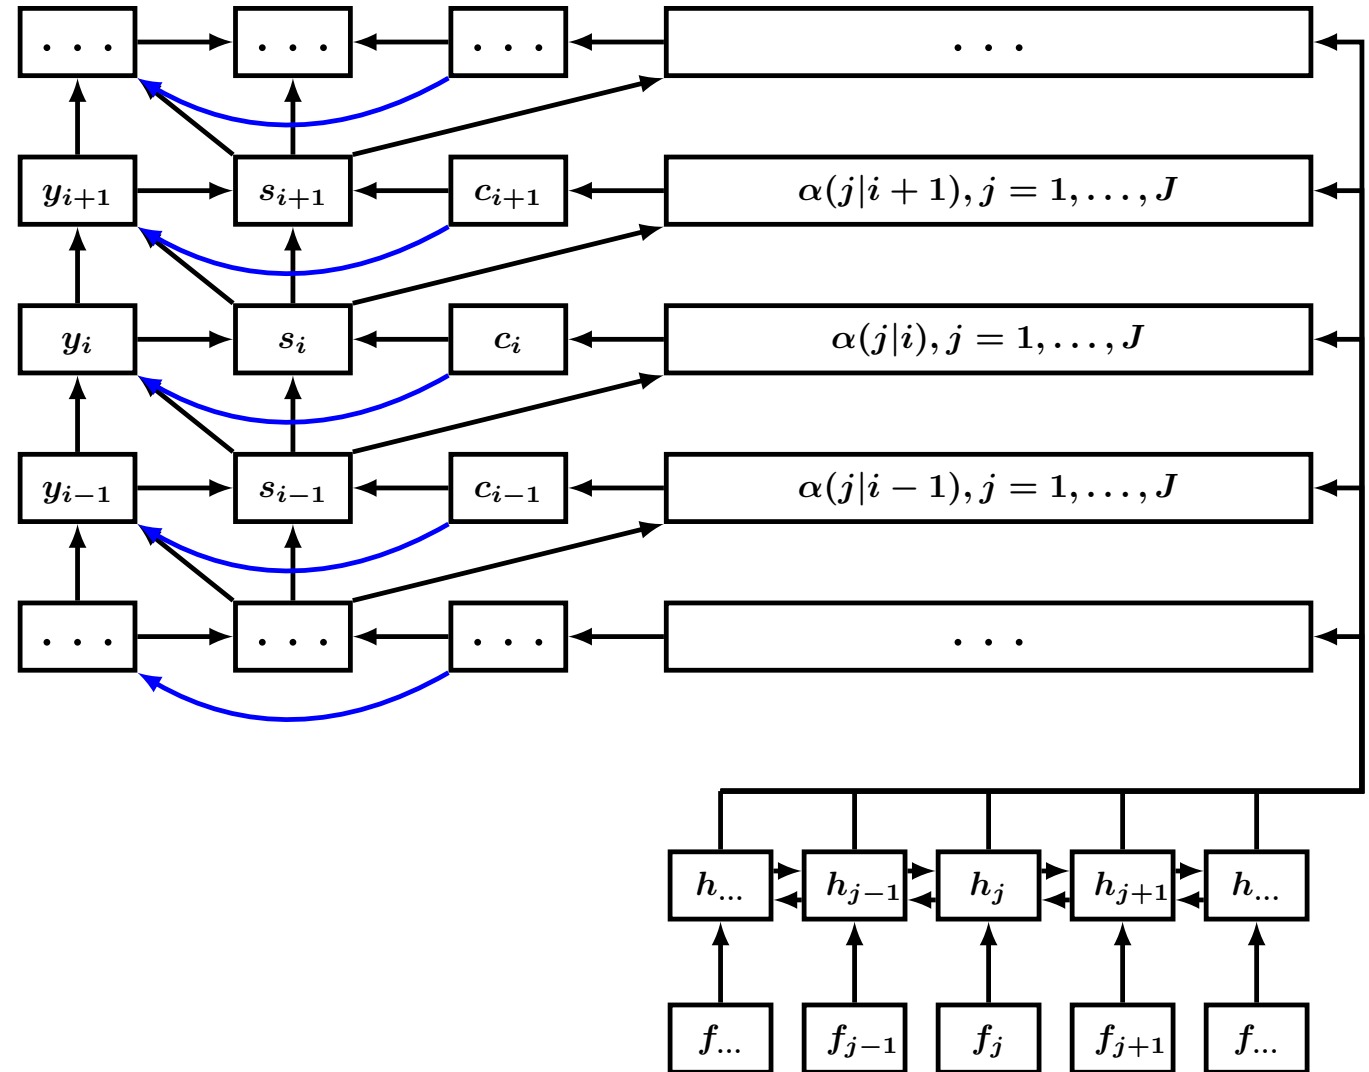 . . . . . . . . . . . .
y_{i+1} s_{i+1} c_{i+1} α(j|i + 1), j = 1, . . . , J
y_i s_i c_i α(j|i), j = 1, . . . , J
y_{i−1} s_{i−1} c_{i−1} α(j|i − 1), j = 1, . . . , J
. . . . . . . . . . . .
h_{...} h_{j−1} h_j h_{j+1} h_{...}
f_{...} f_{j−1} f_j f_{j+1} f_{...}